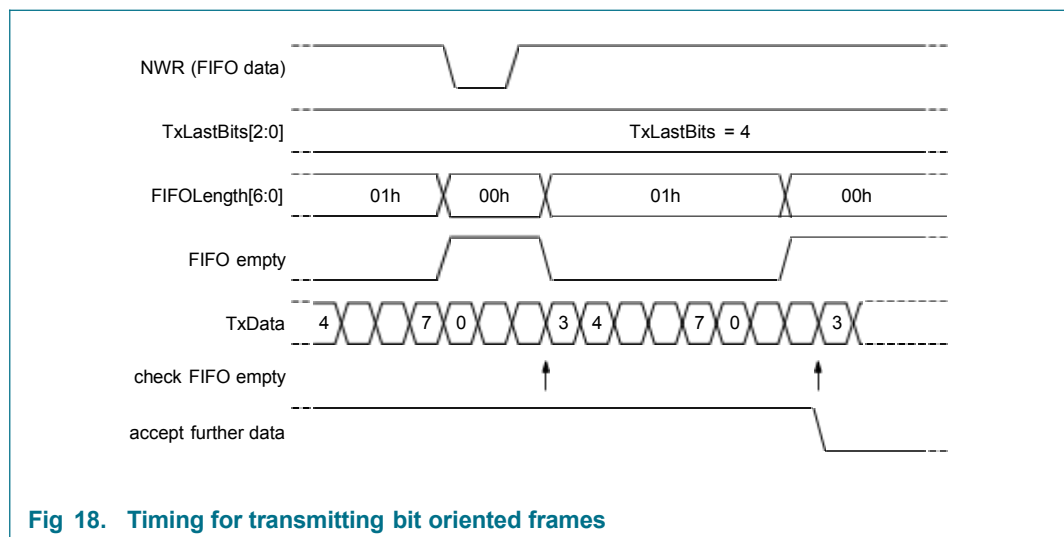 NWR (FIFO data)
TxLastBits[2:0] TxLastBits = 4
FIFOLength[6:0] 01h 00h 01h 00h
FIFO empty
TxData 4 7 0 3 4 7 0 3
check FIFO empty
accept further data
Fig 18. Timing for transmitting bit oriented frames